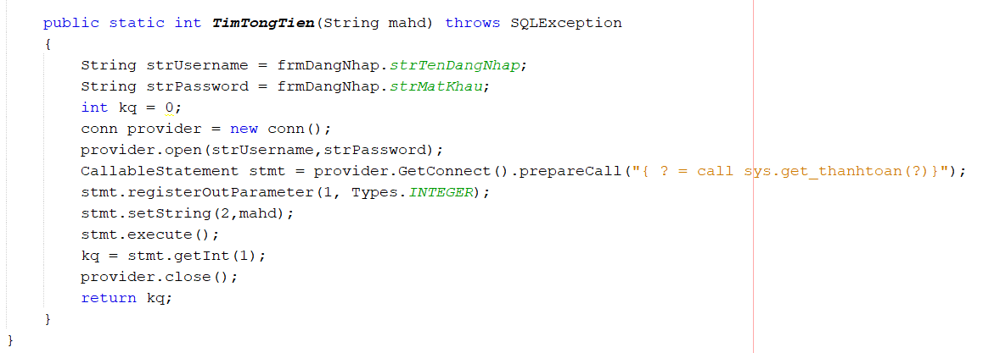 public static int TimTongTien(String mahd) throws SQLException
{
String strUsername = frmDangNhap.strTenDangNhap;
String strPassword = frmDangNhap.strMatKhau;
int kq = 0;
conn provider = new conn();
provider.open(strUsername,strPassword);
CallableStatement stmt = provider.GetConnect().prepareCall("{ ? = call sys.get_thanhtoan(?)}");
stmt.registerOutParameter(1, Types.INTEGER);
stmt.setString(2,mahd);
stmt.execute();
kq = stmt.getInt(1);
provider.close();
return kq;
}
}